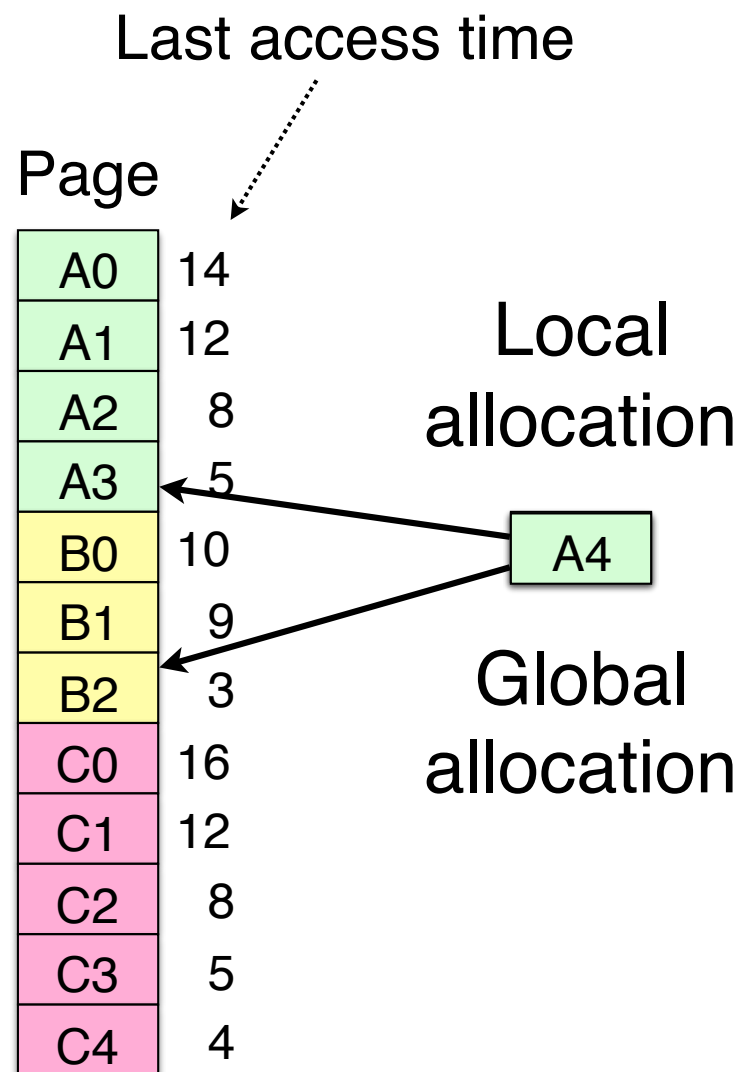 Last access time
Page
A0 14
A1 12
Local
A2 8
allocation
A3 5
B0 10
A4
B1 9
B2 3
Global
C0 16
allocation
C1 12
C2 8
C3 5
C4 4